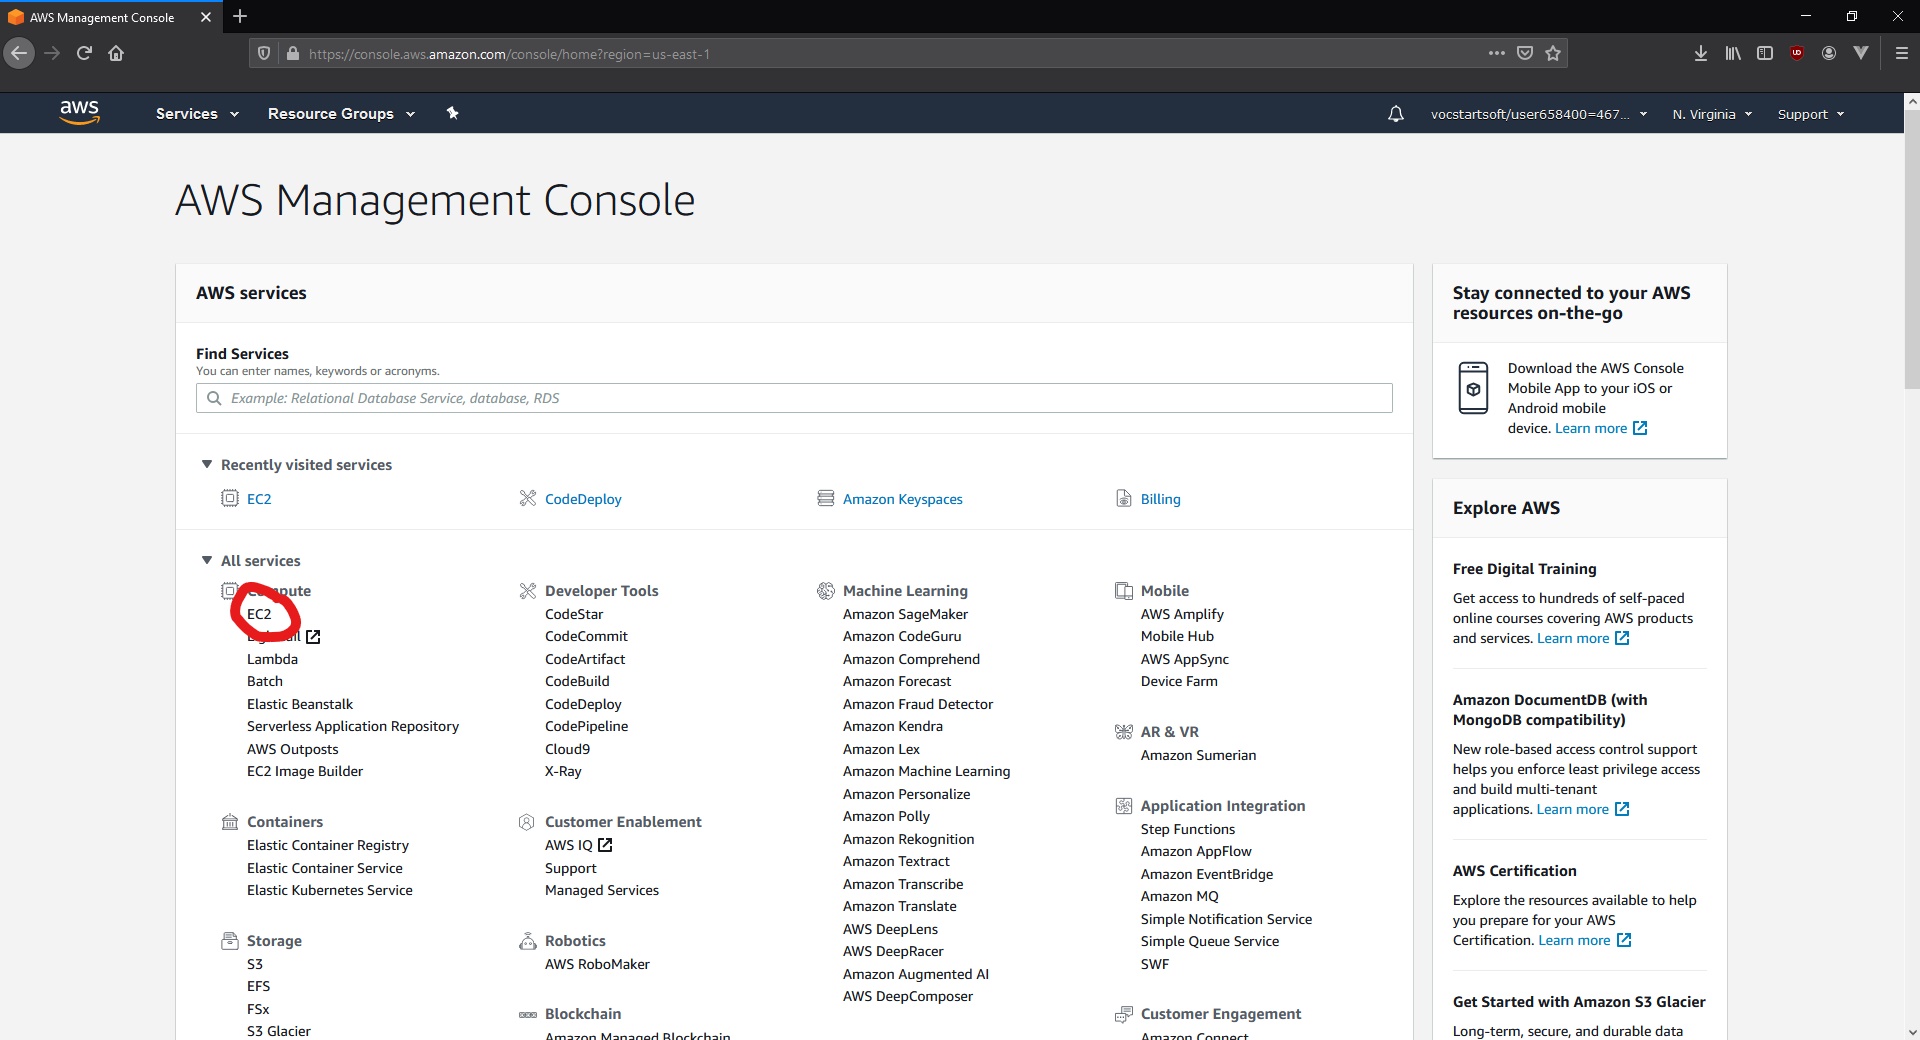 AWS Management Console
https://console.aws.amazon.com/console/home?region=us-east-1
aws
Services
Resource Groups
vocstartsoft/user658400=467...
N. Virginia
Support
AWS Management Console
AWS services
Find Services
You can enter names, keywords or acronyms.
Example: Relational Database Service, database, RDS
Recently visited services
EC2
CodeDeploy
Amazon Keyspaces
Billing
All services
EC2
Lambda
Batch
Elastic Beanstalk
Serverless Application Repository
AWS Outposts
EC2 Image Builder
Containers
Elastic Container Registry
Elastic Container Service
Elastic Kubernetes Service
Storage
S3
EFS
FSx
S3 Glacier
Developer Tools
CodeStar
CodeCommit
CodeArtifact
CodeBuild
CodeDeploy
CodePipeline
Cloud9
X-Ray
Customer Enablement
AWS IQ
Support
Managed Services
Robotics
AWS RoboMaker
Blockchain
Amazon Managed Blockchain
Machine Learning
Amazon SageMaker
Amazon CodeGuru
Amazon Comprehend
Amazon Forecast
Amazon Fraud Detector
Amazon Kendra
Amazon Lex
Amazon Machine Learning
Amazon Personalize
Amazon Polly
Amazon Rekognition
Amazon Textract
Amazon Transcribe
Amazon Translate
AWS DeepLens
AWS DeepRacer
Amazon Augmented AI
AWS DeepComposer
Mobile
AWS Amplify
Mobile Hub
AWS AppSync
Device Farm
AR & VR
Amazon Sumerian
Application Integration
Step Functions
Amazon AppFlow
Amazon EventBridge
Amazon MQ
Simple Notification Service
Simple Queue Service
SWF
Customer Engagement
Amazon Connect
Stay connected to your AWS
resources on-the-go
Download the AWS Console
Mobile App to your iOS or
Android mobile
device. Learn more
Explore AWS
Free Digital Training
Get access to hundreds of self-paced
online courses covering AWS products
and services. Learn more
Amazon DocumentDB (with
MongoDB compatibility)
New role-based access control support
helps you enforce least privilege access
and build multi-tenant
applications. Learn more
AWS Certification
Explore the resources available to help
you prepare for your AWS
Certification. Learn more
Get Started with Amazon S3 Glacier
Long-term, secure, and durable data